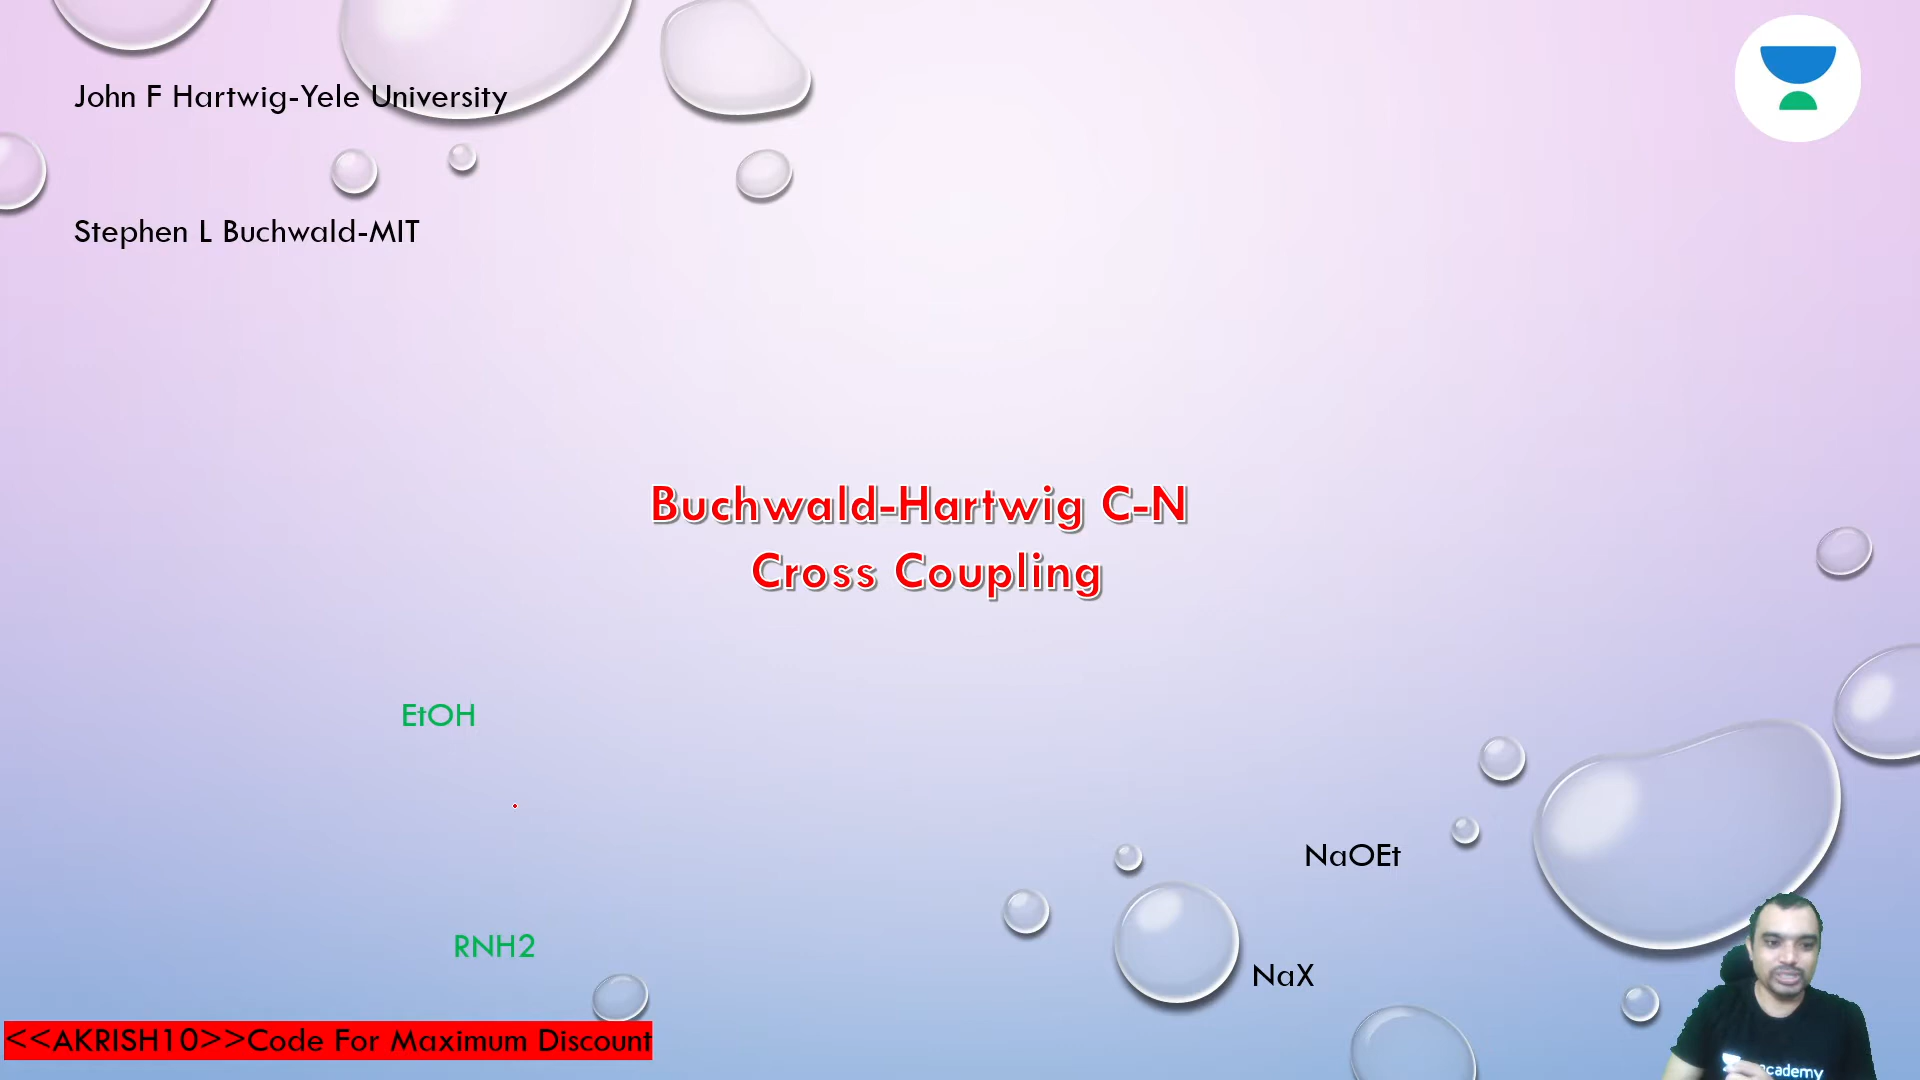 John F Hartwig-Yele University
Stephen L Buchwald-MIT
Buchwald-Hartwig C-N
Cross Coupling
EtOH
NaOEt
RNH2
NaX
<<AKRISH10>>Code For Maximum Discount